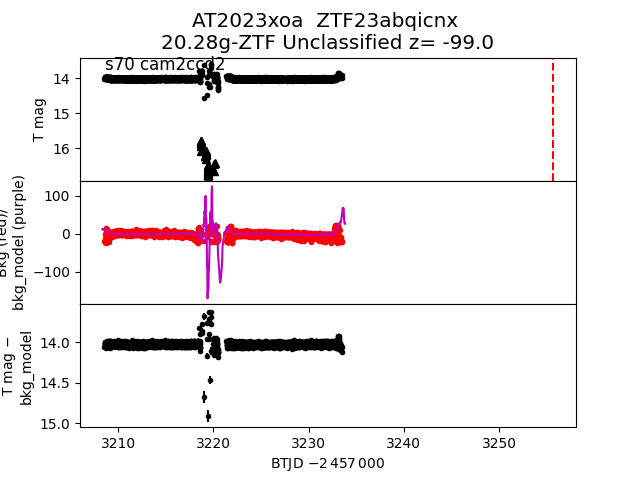 AT2023xoa  ZTF23abqicnx
20.28g-ZTF Unclassified z= -99.0
s70 cam2ccd2
T mag
14
15
16
Bkg (red)/
bkg_model (purple)
100
0
−100
T mag −
bkg_model
14.0
14.5
15.0
3210 3220 3230 3240 3250
BTJD −2 457 000